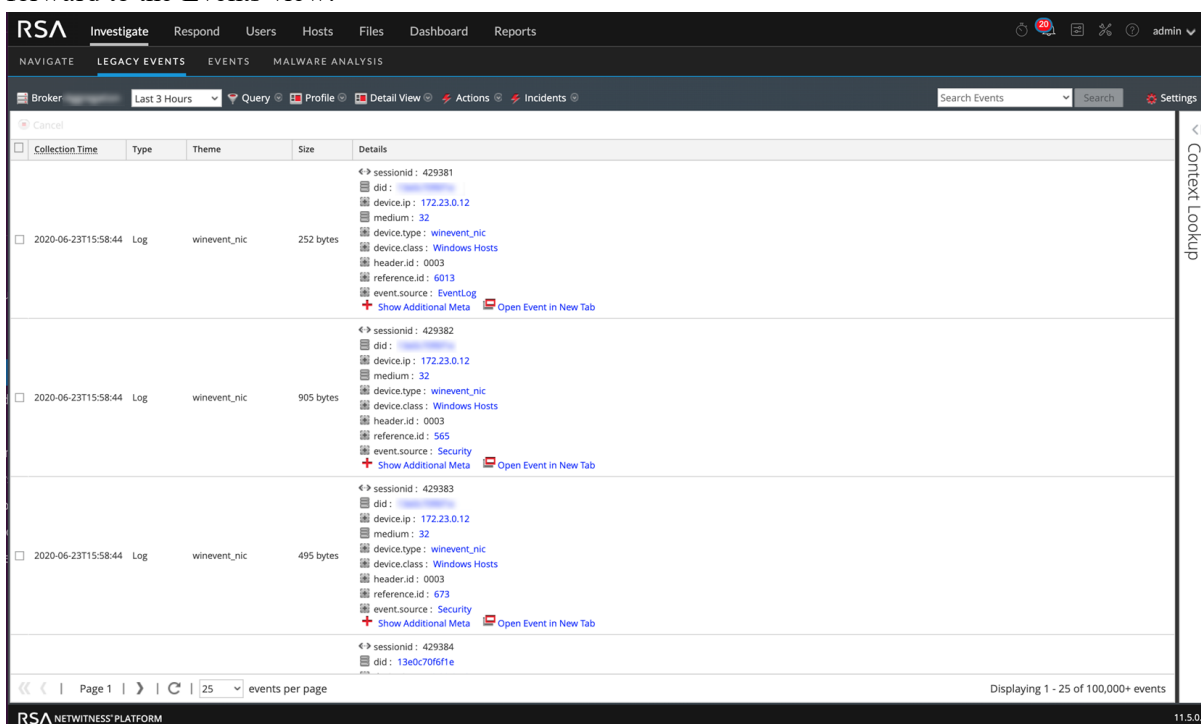 RSA Investigate Respond Users Hosts Files Dashboard Reports 20 admin
NAVIGATE LEGACY EVENTS EVENTS MALWARE ANALYSIS
Broker Last 3 Hours Query Profile Detail View Actions Incidents Search Events Search Settings
Cancel
Collection Time Type Theme Size Details
Context Lookup
sessionid : 429381
did :
device.ip : 172.23.0.12
medium : 32
2020-06-23T15:58:44 Log winevent_nic 252 bytes device.type : winevent_nic
device.class : Windows Hosts
header.id : 0003
reference.id : 6013
event.source : EventLog
Show Additional Meta Open Event in New Tab
sessionid : 429382
did :
device.ip : 172.23.0.12
medium : 32
2020-06-23T15:58:44 Log winevent_nic 905 bytes device.type : winevent_nic
device.class : Windows Hosts
header.id : 0003
reference.id : 565
event.source : Security
Show Additional Meta Open Event in New Tab
sessionid : 429383
did :
device.ip : 172.23.0.12
medium : 32
2020-06-23T15:58:44 Log winevent_nic 495 bytes device.type : winevent_nic
device.class : Windows Hosts
header.id : 0003
reference.id : 673
event.source : Security
Show Additional Meta Open Event in New Tab
sessionid : 429384
did : 13e0c70f6f1e
Page 1 | 25 events per page Displaying 1 - 25 of 100,000+ events
RSA NETWITNESS® PLATFORM 11.5.0.